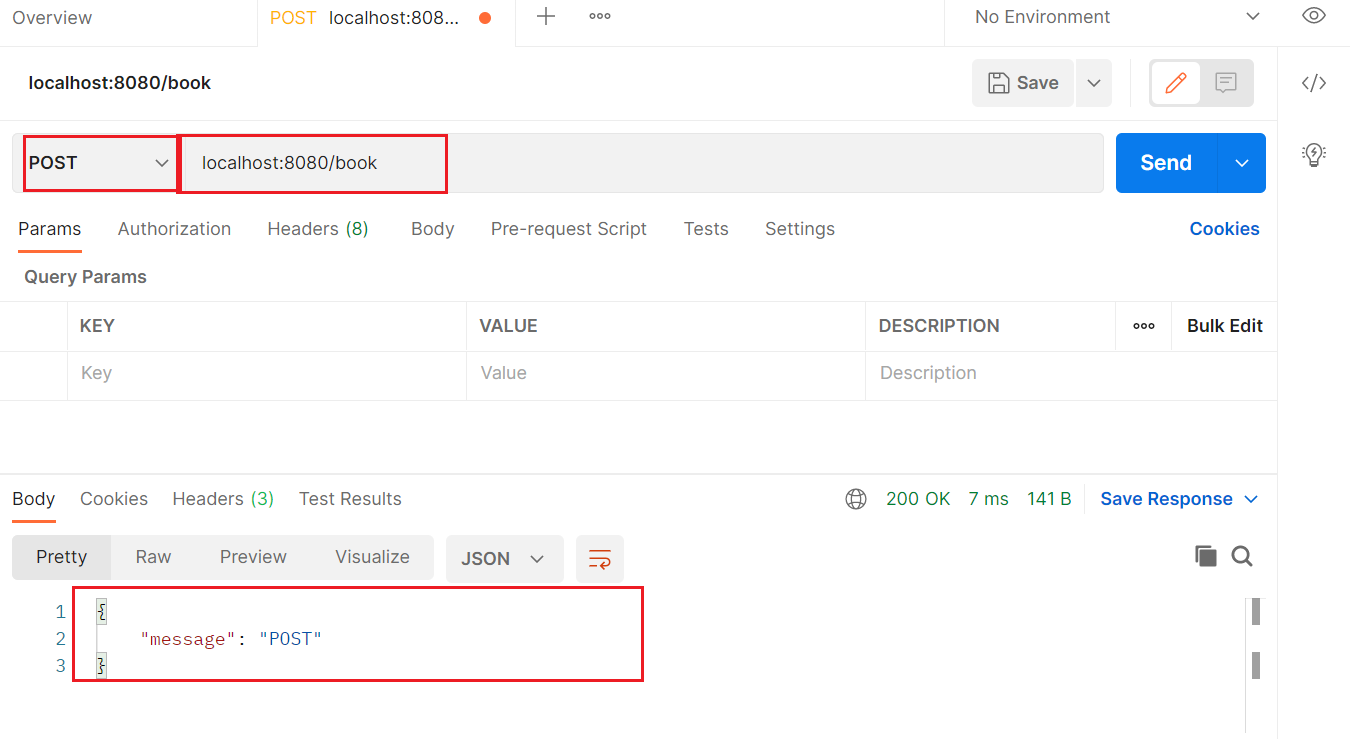 Overview POST localhost:808... No Environment
localhost:8080/book Save
POST localhost:8080/book Send
Params Authorization Headers (8) Body Pre-request Script Tests Settings Cookies
Query Params
KEY VALUE DESCRIPTION Bulk Edit
Key Value Description
Body Cookies Headers (3) Test Results 200 OK 7 ms 141 B Save Response
Pretty Raw Preview Visualize JSON
1 {
2 "message": "POST"
3 }